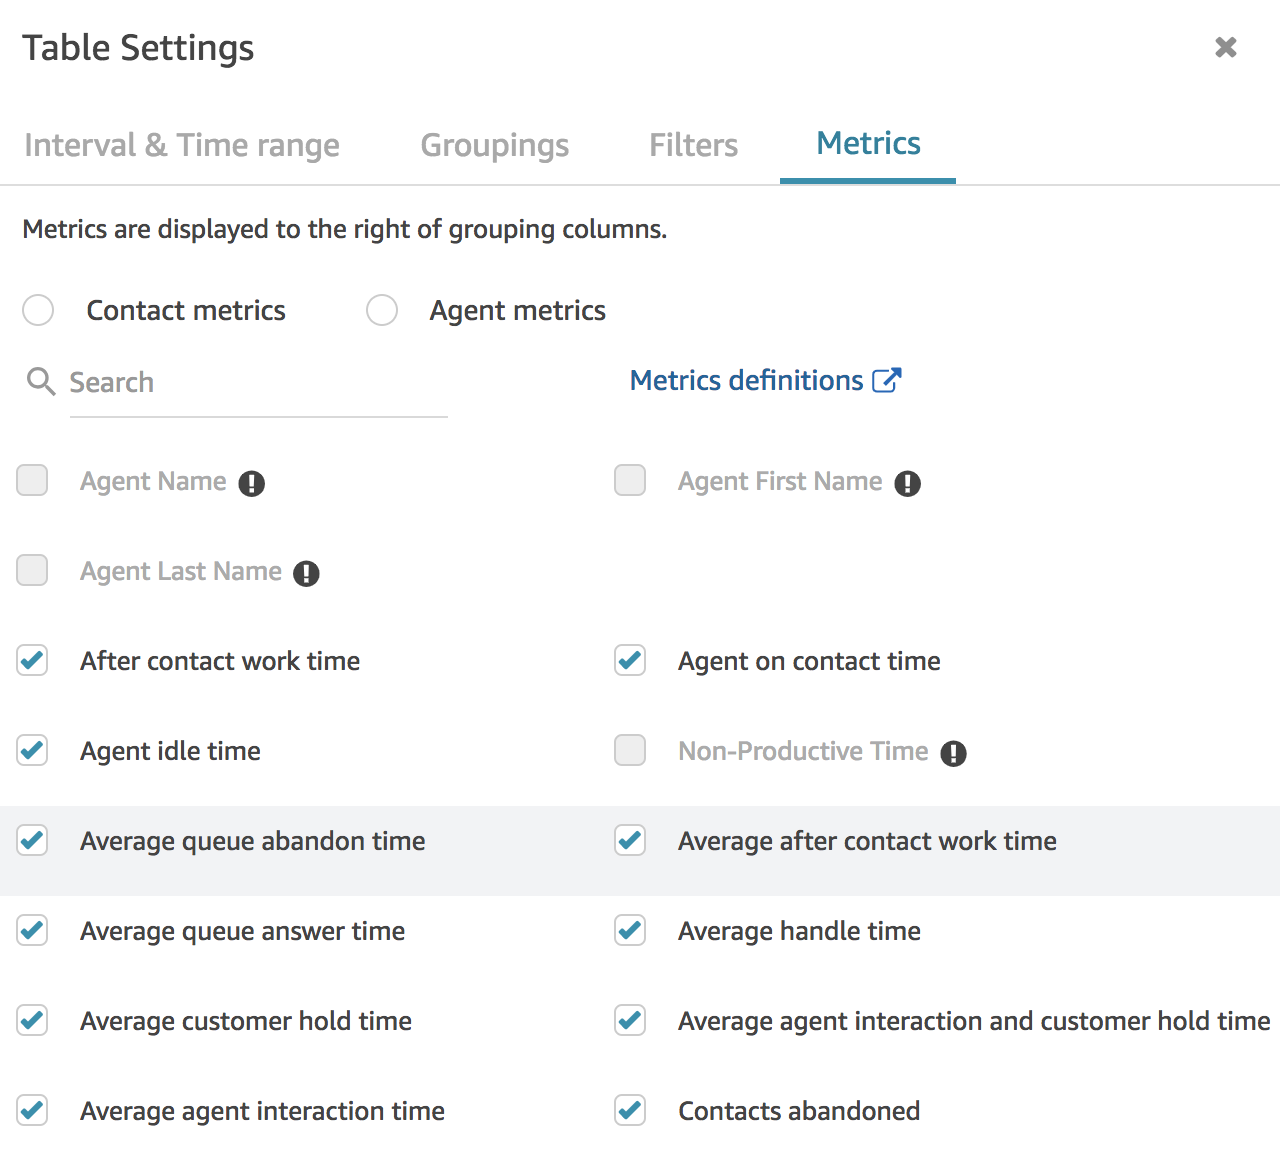 Table Settings
Interval & Time range Groupings Filters Metrics
Metrics are displayed to the right of grouping columns.
Contact metrics Agent metrics
Search Metrics definitions
Agent Name Agent First Name
Agent Last Name
After contact work time Agent on contact time
Agent idle time Non-Productive Time
Average queue abandon time Average after contact work time
Average queue answer time Average handle time
Average customer hold time Average agent interaction and customer hold time
Average agent interaction time Contacts abandoned